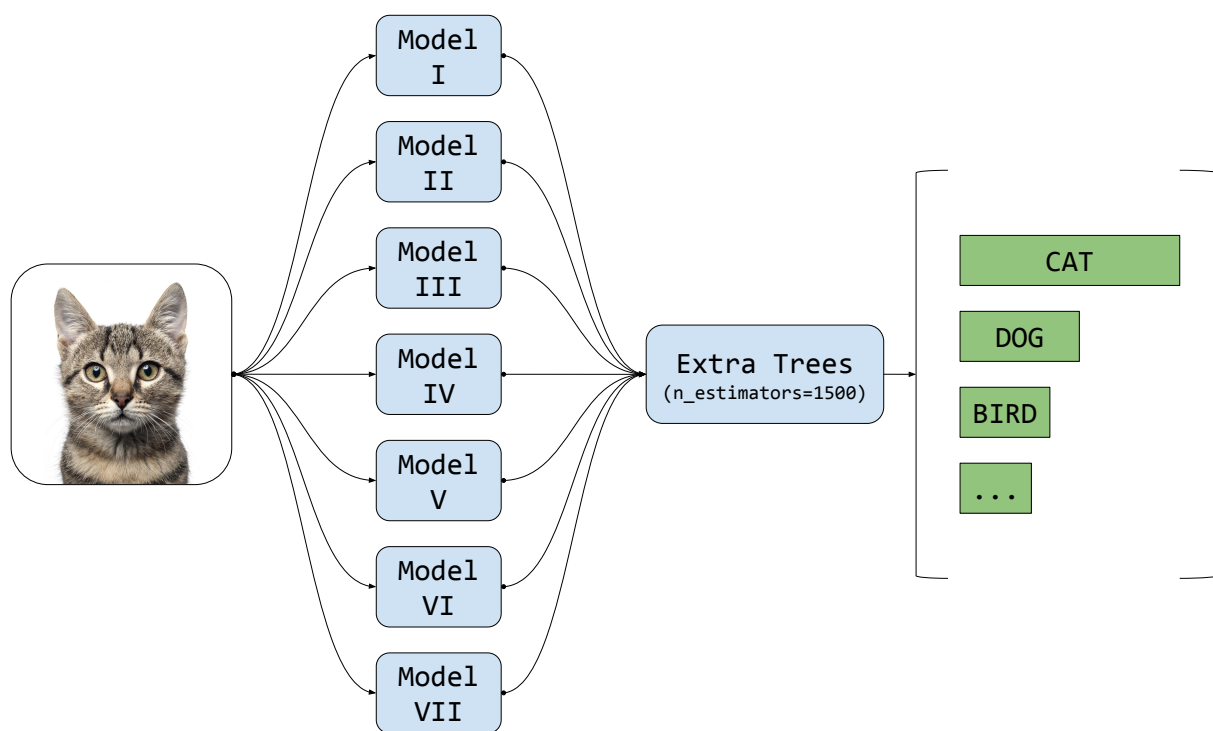 Model
I
Model
II
Model
III
Model
IV
Model
V
Model
VI
Model
VII
Extra Trees
(n_estimators=1500)
CAT
DOG
BIRD
...